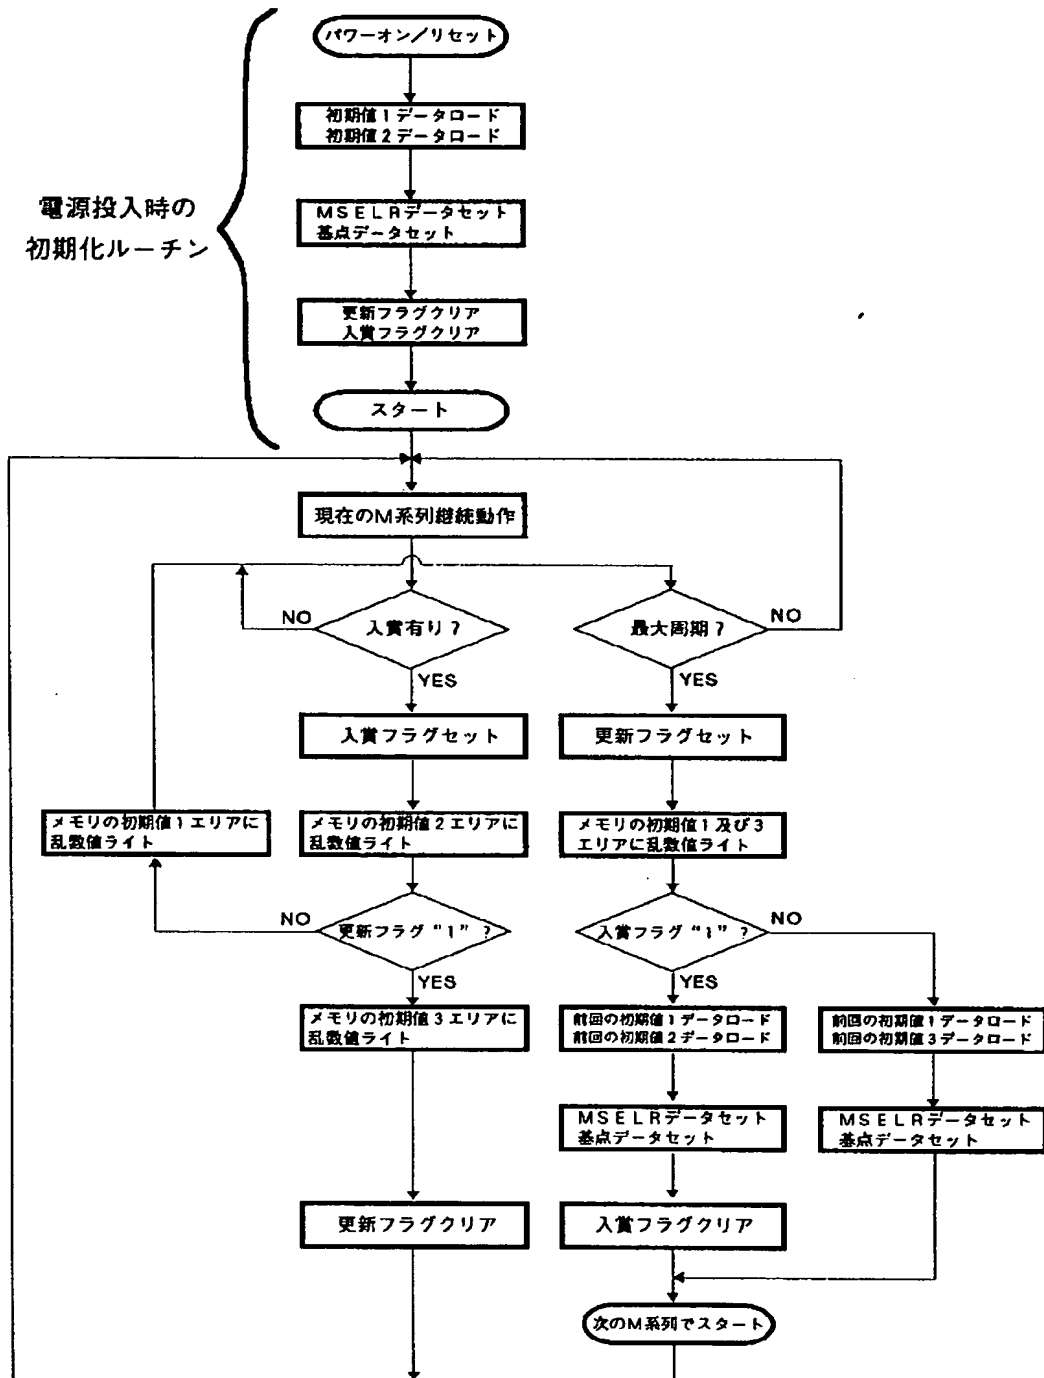 パワーオン／リセット
初期値1データロード
初期値2データロード
電源投入時の
初期化ルーチン
MSELRデータセット
基点データセット
更新フラグクリア
入賞フラグクリア
スタート
現在のM系列継続動作
NO
入賞有り？
YES
最大周期？
NO
YES
入賞フラグセット
更新フラグセット
メモリの初期値1エリアに
乱数値ライト
メモリの初期値2エリアに
乱数値ライト
メモリの初期値1及び3
エリアに乱数値ライト
NO
更新フラグ“1”？
YES
入賞フラグ“1”？
NO
YES
メモリの初期値3エリアに
乱数値ライト
前回の初期値1データロード
前回の初期値2データロード
前回の初期値1データロード
前回の初期値3データロード
MSELRデータセット
基点データセット
MSELRデータセット
基点データセット
更新フラグクリア
入賞フラグクリア
次のM系列でスタート